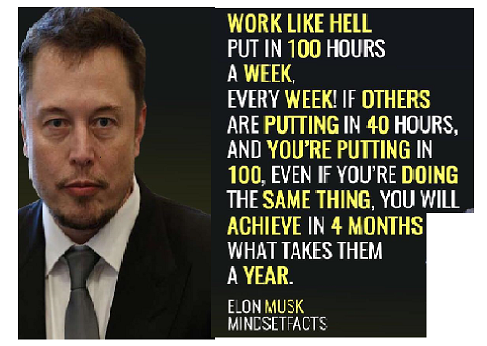 WORK LIKE HELL
PUT IN 100 HOURS
A WEEK,
EVERY WEEK! IF OTHERS
ARE PUTTING IN 40 HOURS,
AND YOU'RE PUTTING IN
100, EVEN IF YOU'RE DOING
THE SAME THING, YOU WILL
ACHIEVE IN 4 MONTHS
WHAT TAKES THEM
A YEAR.
ELON MUSK
MINDSETFACTS